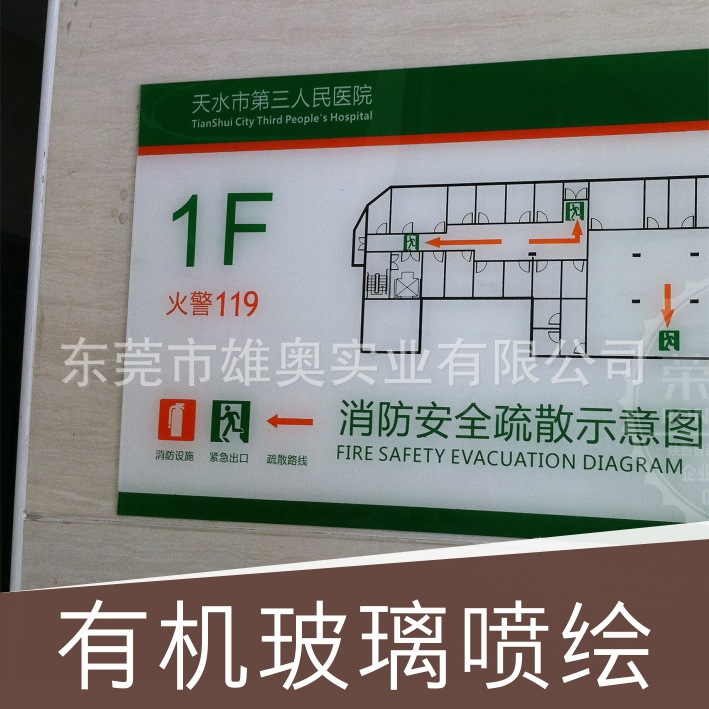 天水市第三人民医院
TianShui City Third People's Hospital
1F
火警119
东莞市雄奥实业有限公司
消防设施 紧急出口 疏散路线
消防安全疏散示意图
FIRE SAFETY EVACUATION DIAGRAM
有机玻璃喷绘